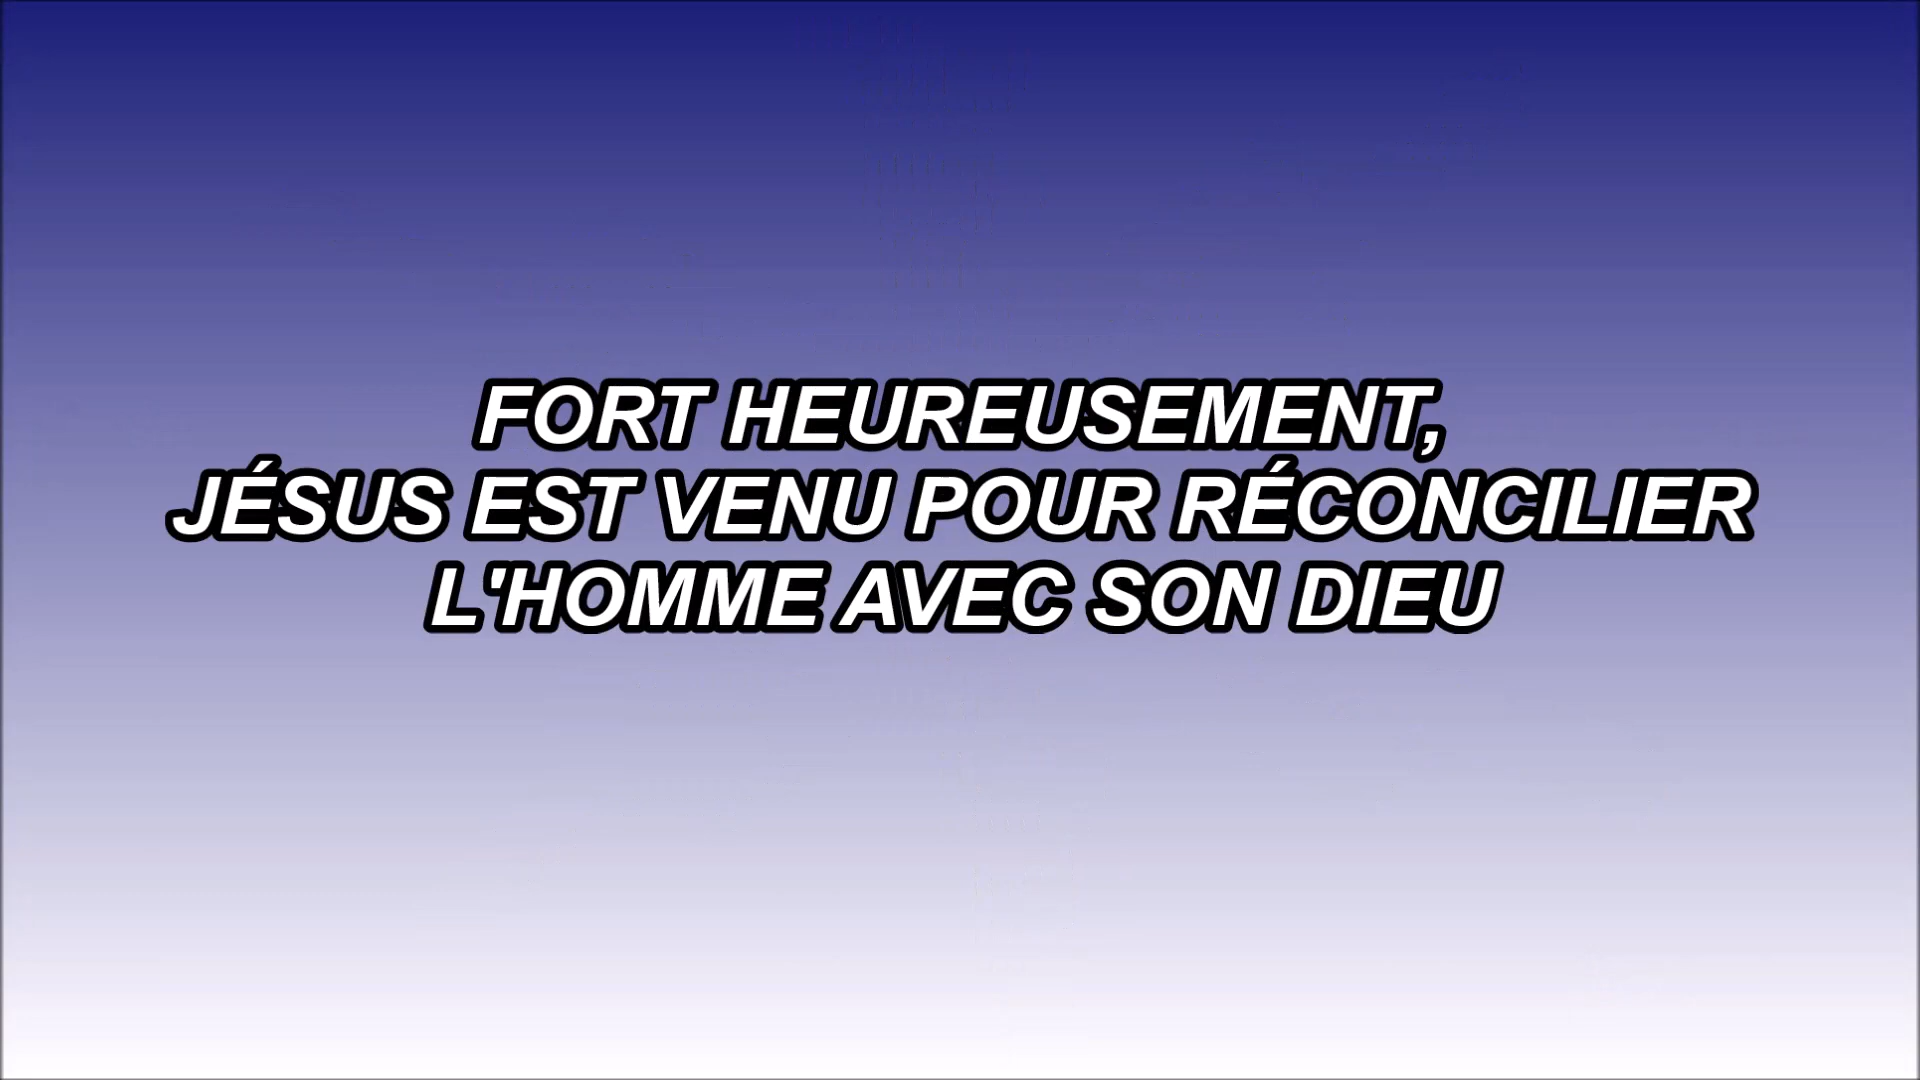 FORT HEUREUSEMENT,
JÉSUS EST VENU POUR RÉCONCILIER
L'HOMME AVEC SON DIEU